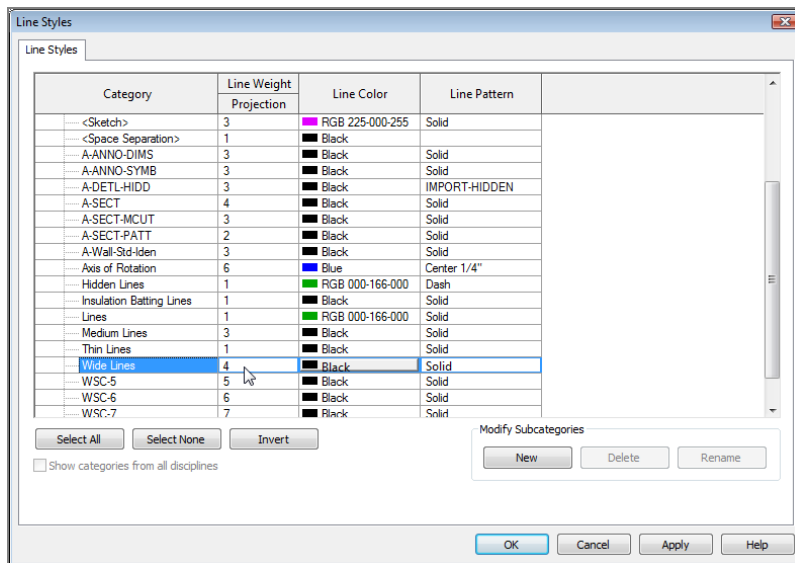 Line Styles
Line Styles
Category Line Weight Line Color Line Pattern
Projection
<Sketch> 3 RGB 225-000-255 Solid
<Space Separation> 1 Black
A-ANNO-DIMS 3 Black Solid
A-ANNO-SYMB 3 Black Solid
A-DETL-HIDD 3 Black IMPORT-HIDDEN
A-SECT 4 Black Solid
A-SECT-MCUT 3 Black Solid
A-SECT-PATT 2 Black Solid
A-Wall-Std-Iden 3 Black Solid
Axis of Rotation 6 Blue Center 1/4"
Hidden Lines 1 RGB 000-166-000 Dash
Insulation Batting Lines 1 Black Solid
Lines 1 RGB 000-166-000 Solid
Medium Lines 3 Black Solid
Thin Lines 1 Black Solid
Wide Lines 4 Black Solid
WSC-5 5 Black Solid
WSC-6 6 Black Solid
WSC-7 7 Black Solid
Select All Select None Invert
Show categories from all disciplines
Modify Subcategories
New Delete Rename
OK Cancel Apply Help